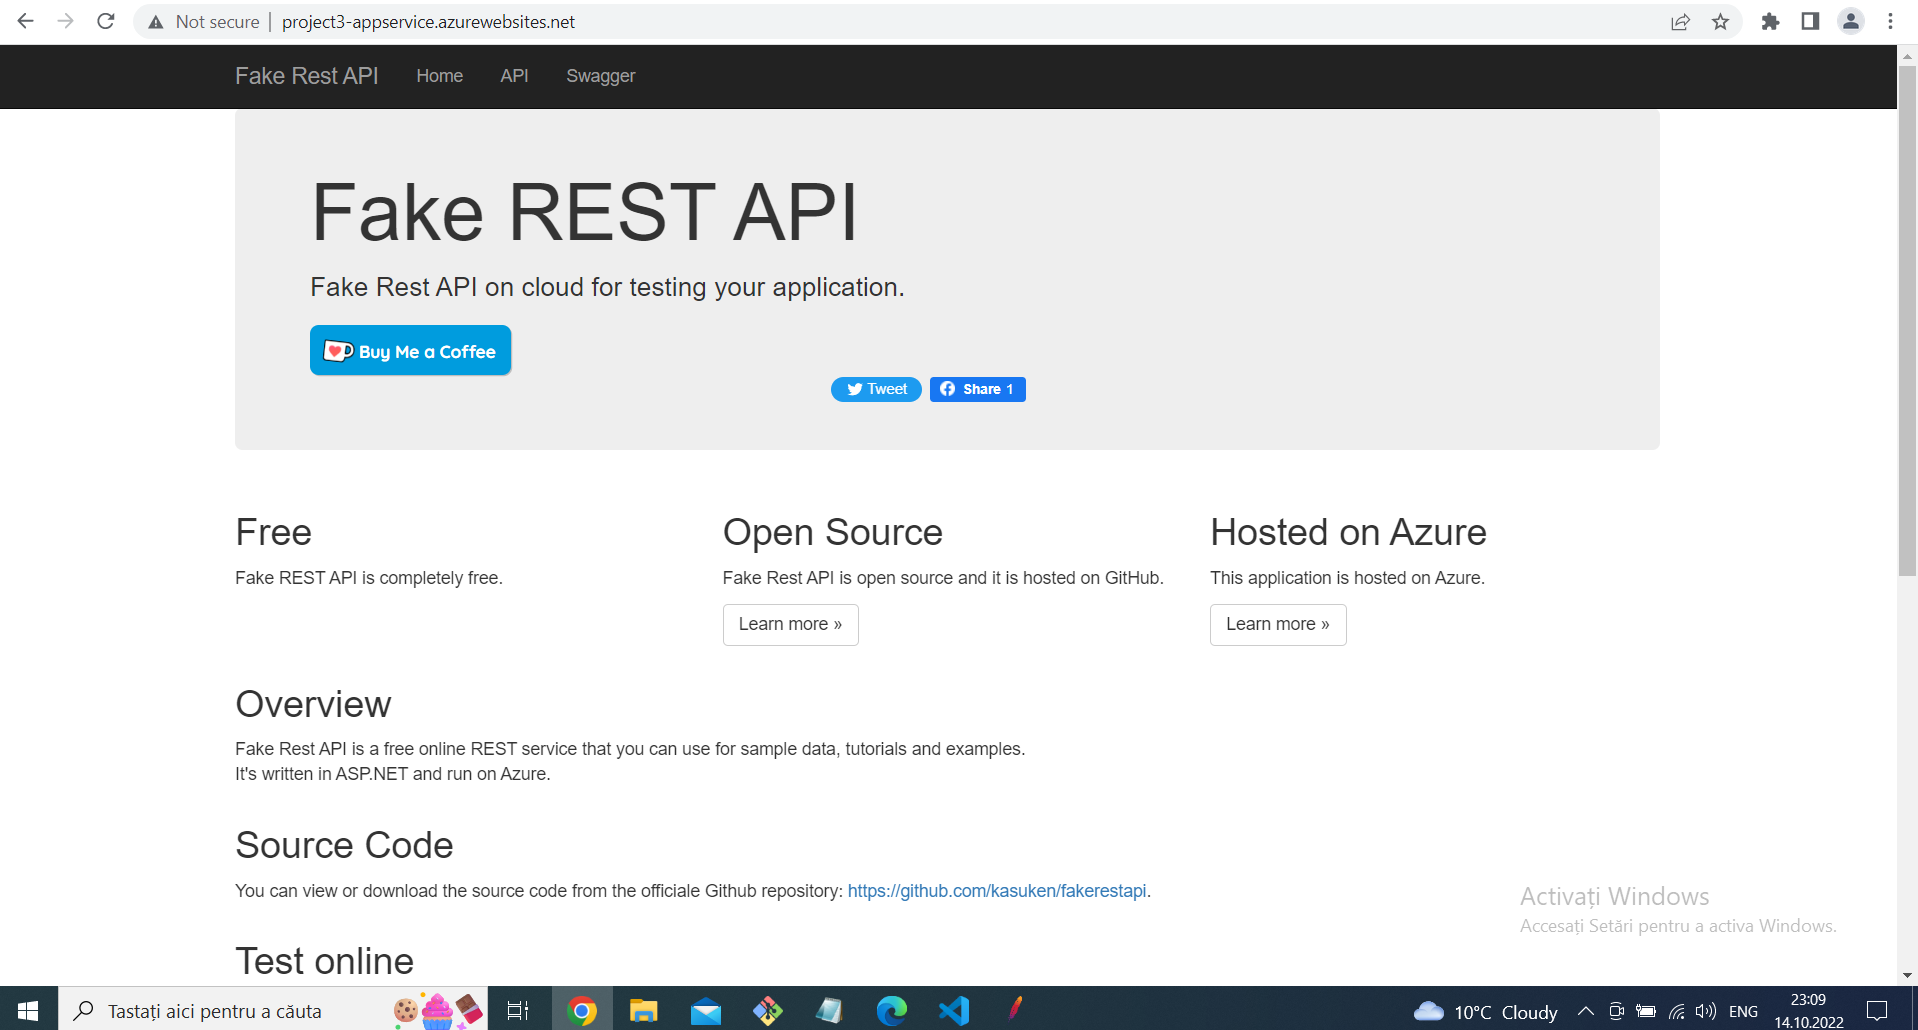 Not secure | project3-appservice.azurewebsites.net
Fake Rest API Home API Swagger
Fake REST API
Fake Rest API on cloud for testing your application.
Buy Me a Coffee
Tweet Share 1
Free
Fake REST API is completely free.
Open Source
Fake Rest API is open source and it is hosted on GitHub.
Learn more »
Hosted on Azure
This application is hosted on Azure.
Learn more »
Overview
Fake Rest API is a free online REST service that you can use for sample data, tutorials and examples.
It's written in ASP.NET and run on Azure.
Source Code
You can view or download the source code from the officiale Github repository: https://github.com/kasuken/fakerestapi.
Activați Windows
Accesați Setări pentru a activa Windows.
Test online
Tastați aici pentru a căuta
10°C Cloudy
ENG
23:09
14.10.2022